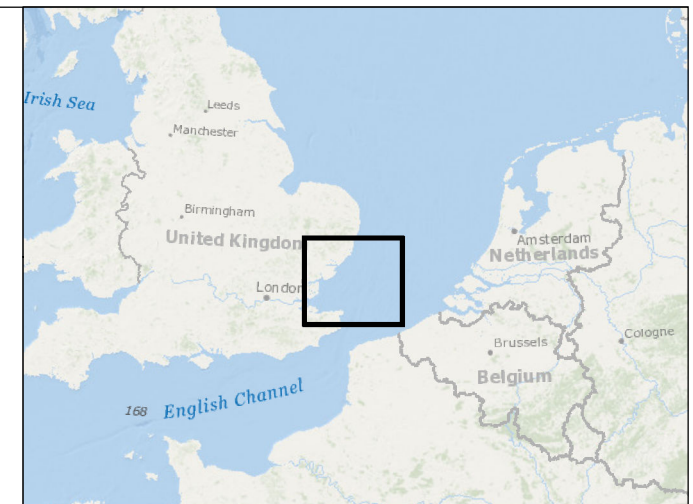 Irish Sea
Leeds
Manchester
Birmingham
United Kingdom
London
Amsterdam
Netherlands
Brussels
Cologne
Belgium
168
English Channel